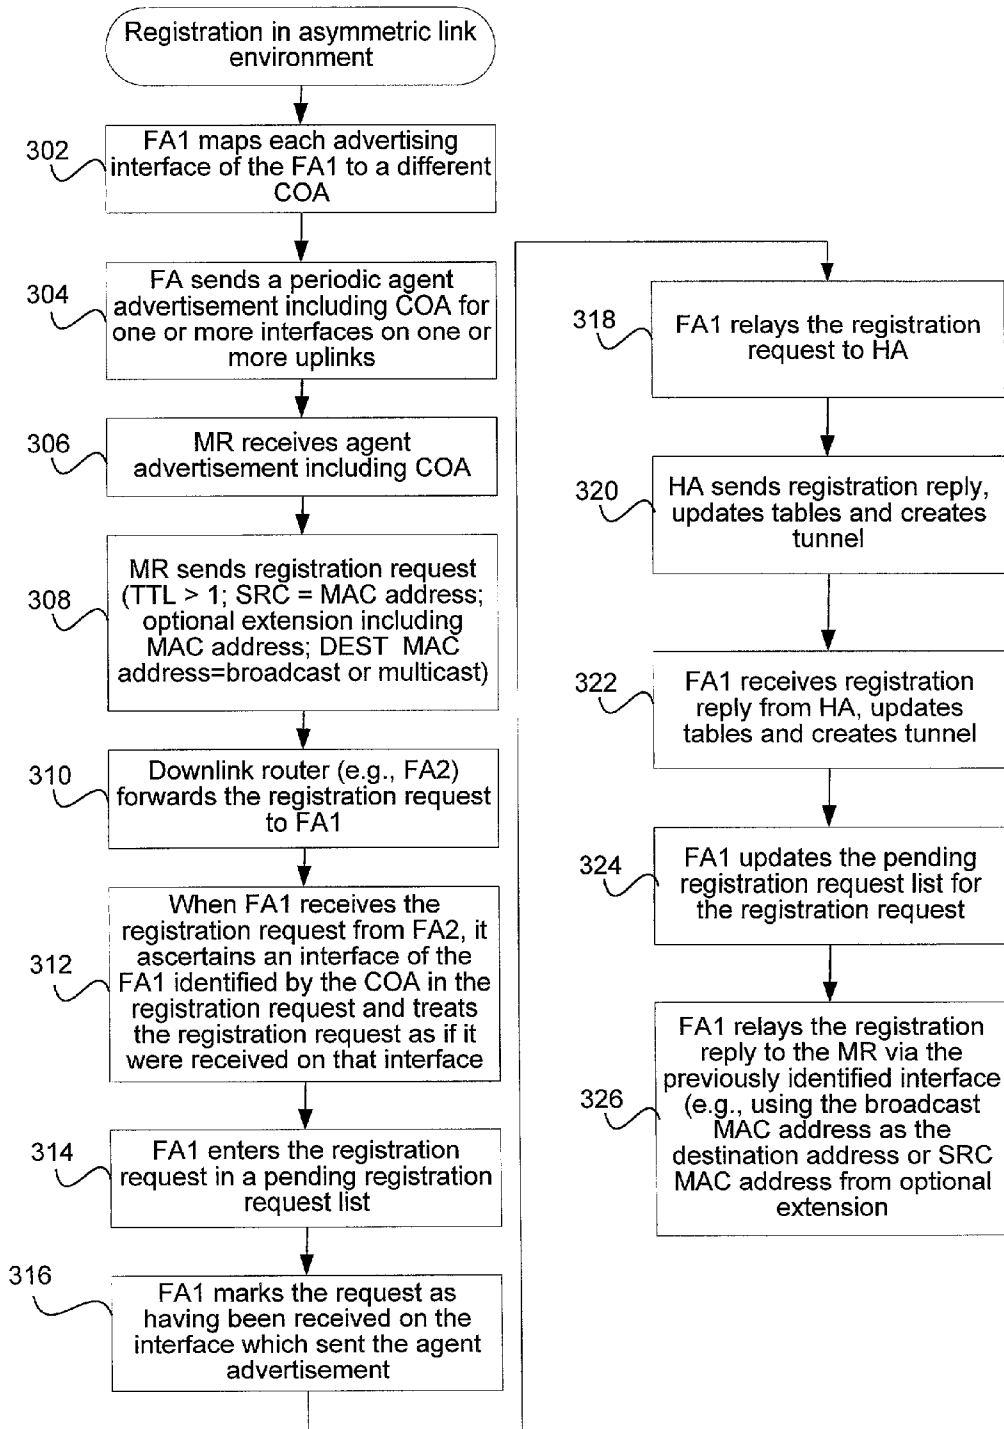 Registration in asymmetric link
environment
302
FA1 maps each advertising
interface of the FA1 to a different
COA
304
FA sends a periodic agent
advertisement including COA for
one or more interfaces on one or
more uplinks
306
MR receives agent
advertisement including COA
308
MR sends registration request
(TTL > 1; SRC = MAC address;
optional extension including
MAC address; DEST MAC
address=broadcast or multicast)
310
Downlink router (e.g., FA2)
forwards the registration request
to FA1
312
When FA1 receives the
registration request from FA2, it
ascertains an interface of the
FA1 identified by the COA in the
registration request and treats
the registration request as if it
were received on that interface
314
FA1 enters the registration
request in a pending registration
request list
316
FA1 marks the request as
having been received on the
interface which sent the agent
advertisement
318
FA1 relays the registration
request to HA
320
HA sends registration reply,
updates tables and creates
tunnel
322
FA1 receives registration
reply from HA, updates
tables and creates tunnel
324
FA1 updates the pending
registration request list for
the registration request
326
FA1 relays the registration
reply to the MR via the
previously identified interface
(e.g., using the broadcast
MAC address as the
destination address or SRC
MAC address from optional
extension